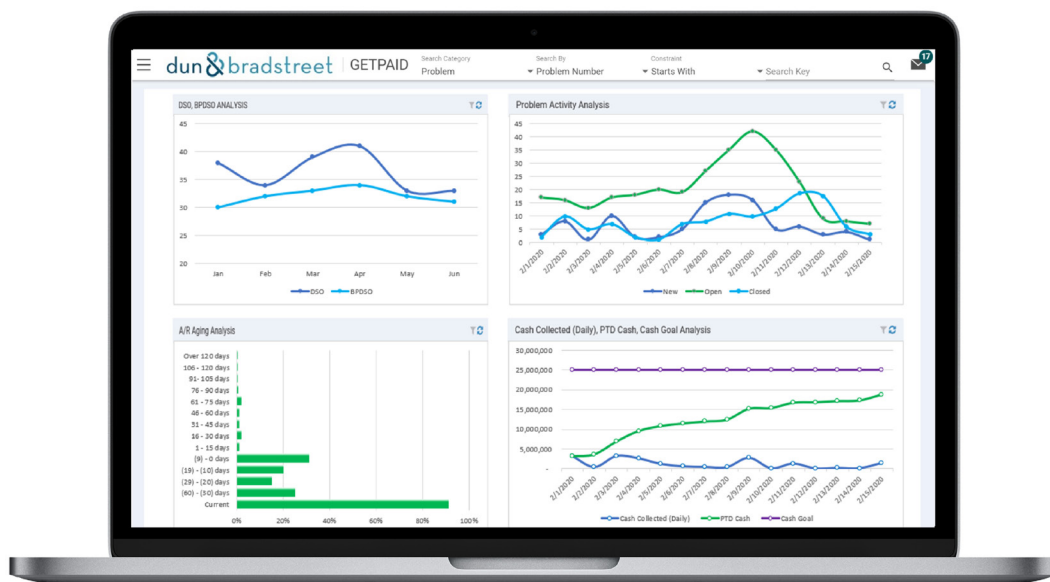 17
Search Category
Search By
Constraint
dun & bradstreet GETPAID
Problem
Problem Number
Starts With
Search Key
DSO, BPDSO ANALYSIS
45
40
35
30
25
20
Jan Feb Mar Apr May Jun
DSO BPDSO
Problem Activity Analysis
45
40
35
30
25
20
15
10
5
0
2/1/2020 2/2/2020 2/3/2020 2/4/2020 2/5/2020 2/6/2020 2/7/2020 2/8/2020 2/9/2020 2/10/2020 2/11/2020 2/12/2020 2/13/2020 2/14/2020 2/15/2020
New Open Closed
A/R Aging Analysis
Over 120 days
106 - 120 days
91- 105 days
76 - 90 days
61 - 75 days
46 - 60 days
31 - 45 days
16 - 30 days
1 - 15 days
(9) - 0 days
(19) - (10) days
(29) - (20) days
(60) - (30) days
Current
0% 20% 40% 60% 80% 100%
Cash Collected (Daily), PTD Cash, Cash Goal Analysis
30,000,000
25,000,000
20,000,000
15,000,000
10,000,000
5,000,000
-
2/1/2020 2/2/2020 2/3/2020 2/4/2020 2/5/2020 2/6/2020 2/7/2020 2/8/2020 2/9/2020 2/10/2020 2/11/2020 2/12/2020 2/13/2020 2/14/2020 2/15/2020
Cash Collected (Daily) PTD Cash Cash Goal